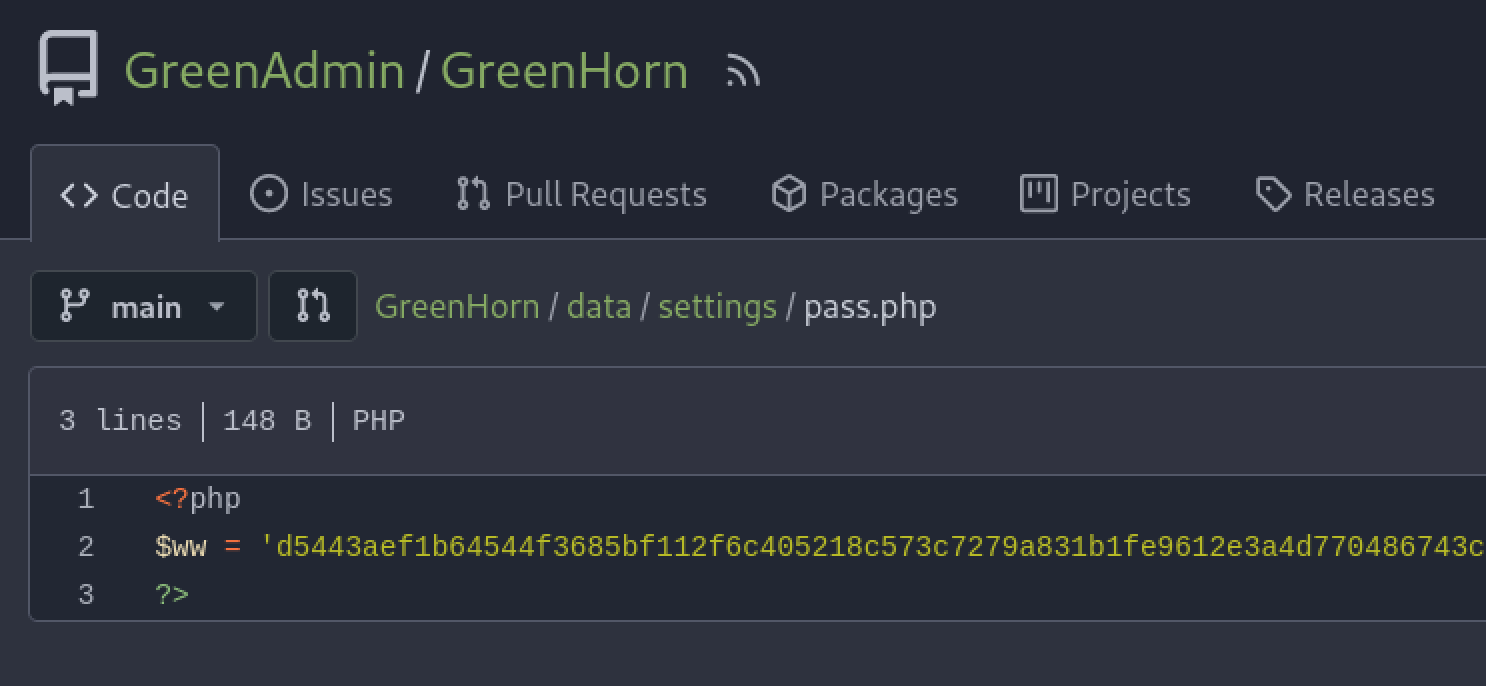 GreenAdmin / GreenHorn
Code Issues Pull Requests Packages Projects Releases
main GreenHorn / data / settings / pass.php
3 lines | 148 B | PHP
1 <?php
2 $ww = 'd5443aef1b64544f3685bf112f6c405218c573c7279a831b1fe9612e3a4d770486743c
3 ?>